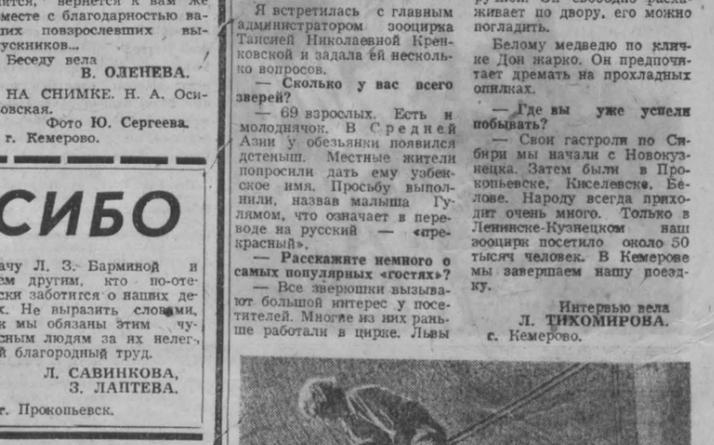 вернется к вам же
вместе с благодарностью ва-
ших повзрослевших вы-
пускников...
Беседу вела
В. ОЛЕНЕВА.
НА СНИМКЕ. Н. А. Оси-
повская.
Фото Ю. Сергеева.
г. Кемерово.
СИБО
ачу Л. З. Барминой и
ем другим, кто по-оте-
ски заботится о наших де-
х. Не выразить словами,
к мы обязаны этим чу-
сным людям за их нелег-
й благородный труд.
Л. САВИНКОВА,
З. ЛАПТЕВА.
г. Прокопьевск.
Я встретилась с главным
администратором зооцирка
Таисией Николаевной Крен-
ковской и задала ей несколь-
ко вопросов.
— Сколько у вас всего
зверей?
— 69 взрослых. Есть и
молоднячок. В Средней
Азии у обезьянки появился
детеныш. Местные жители
попросили дать ему узбек-
ское имя. Просьбу выпол-
нили, назвав малыша Гу-
лямом, что означает в пере-
воде на русский — «пре-
красный».
— Расскажите немного о
самых популярных «гостях»?
— Все зверюшки вызыва-
ют большой интерес у посе-
тителей. Многие из них рань-
ше работали в цирке. Львы
живает по двору, его можно
погладить.
Белому медведю по клич-
ке Дон жарко. Он предпочи-
тает дремать на прохладных
опилках.
— Где вы уже успели
побывать?
— Свои гастроли по Си-
бири мы начали с Новокуз-
нецка. Затем были в Про-
копьевске, Киселевске, Бе-
лове. Народу всегда прихо-
дит очень много. Только в
Ленинске-Кузнецком наш
зооцирк посетило около 50
тысяч человек. В Кемерове
мы завершаем нашу поезд-
ку.
Интервью вела
Л. ТИХОМИРОВА.
г. Кемерово.